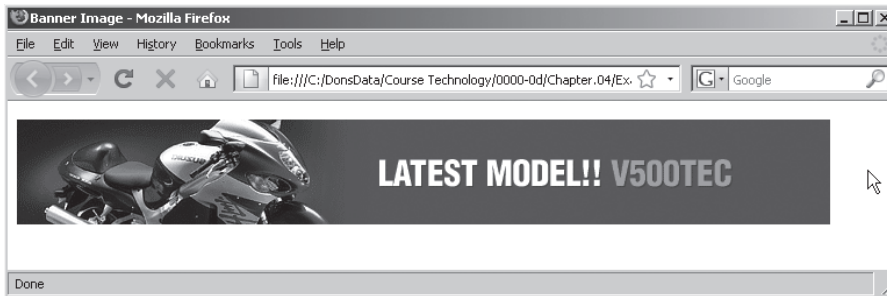 Banner Image - Mozilla Firefox
File Edit View History Bookmarks Tools Help
file:///C:/DonsData/Course Technology/0000-0d/Chapter.04/Ex. G Google
LATEST MODEL!! V500TEC
Done